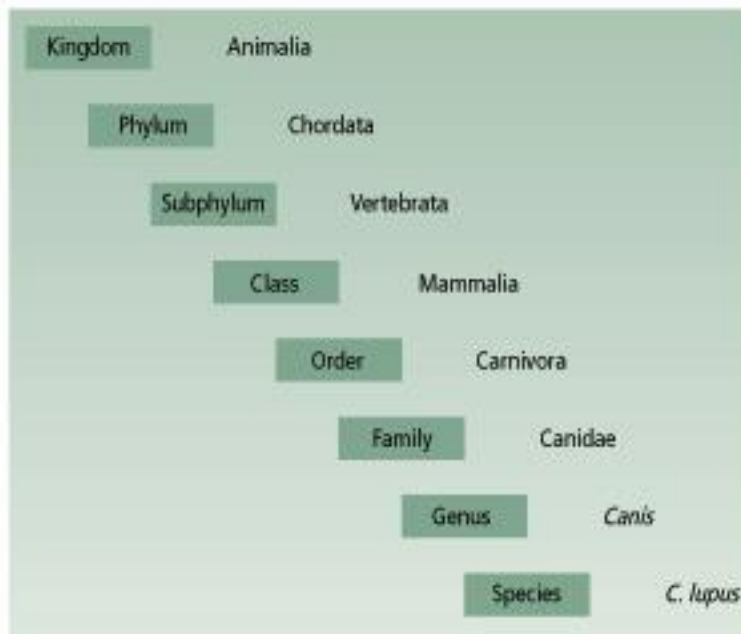 Kingdom Animalia
Phylum Chordata
Subphylum Vertebrata
Class Mammalia
Order Carnivora
Family Canidae
Genus Canis
Species C. lupus